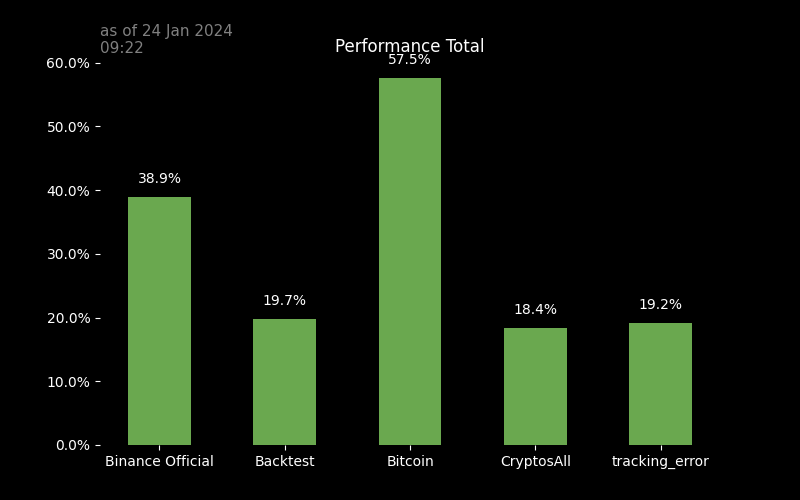 as of 24 Jan 2024
09:22
Performance Total
60.0%
50.0%
40.0%
30.0%
20.0%
10.0%
0.0%
38.9%
19.7%
57.5%
18.4%
19.2%
Binance Official
Backtest
Bitcoin
CryptosAll
tracking_error